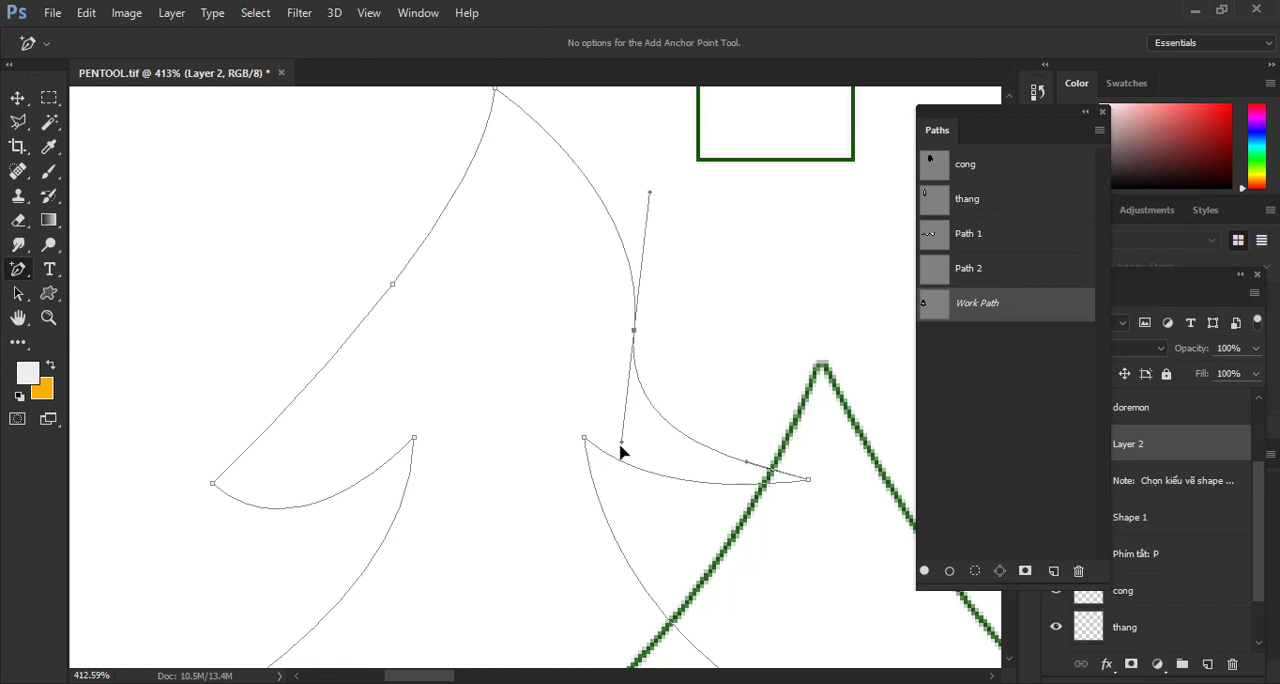 Ps File Edit Image Layer Type Select Filter 3D View Window Help
No options for the Add Anchor Point Tool.
Essentials
PENTOOL.tif @ 413% (Layer 2, RGB/8) *
Color Swatches
Paths
cong
thang
Path 1
Path 2
Work Path
Adjustments Styles
Opacity: 100%
Fill: 100%
doremon
Layer 2
Note: Chọn kiểu vẽ shape ...
Shape 1
Phím tắt: P
cong
thang
412.59% Doc: 10.5M/13.4M